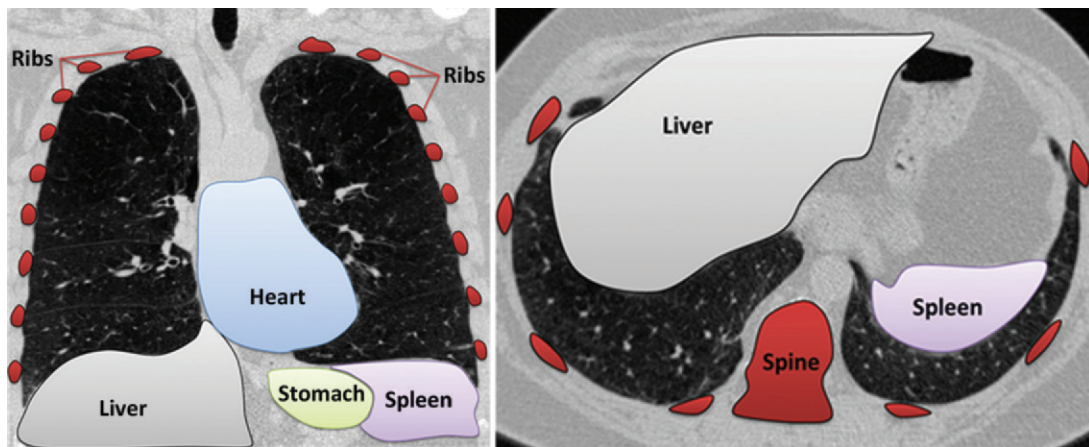 Ribs
Ribs
Heart
Liver
Stomach
Spleen
Liver
Spleen
Spine